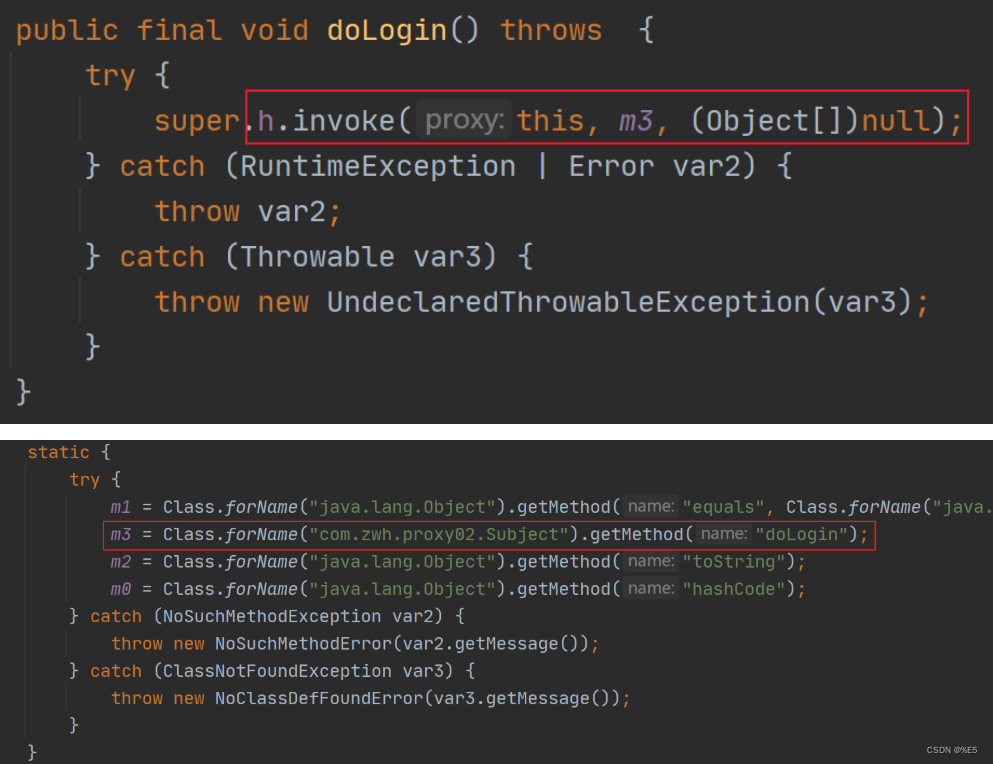 public final void doLogin() throws  {
try {
super.h.invoke( proxy: this, m3, (Object[])null);
} catch (RuntimeException | Error var2) {
throw var2;
} catch (Throwable var3) {
throw new UndeclaredThrowableException(var3);
}
}
static {
try {
m1 = Class.forName("java.lang.Object").getMethod( name: "equals", Class.forName("java.
m3 = Class.forName("com.zwh.proxy02.Subject").getMethod( name: "doLogin");
m2 = Class.forName("java.lang.Object").getMethod( name: "toString");
m0 = Class.forName("java.lang.Object").getMethod( name: "hashCode");
} catch (NoSuchMethodException var2) {
throw new NoSuchMethodError(var2.getMessage());
} catch (ClassNotFoundException var3) {
throw new NoClassDefFoundError(var3.getMessage());
}
}
CSDN @%E5